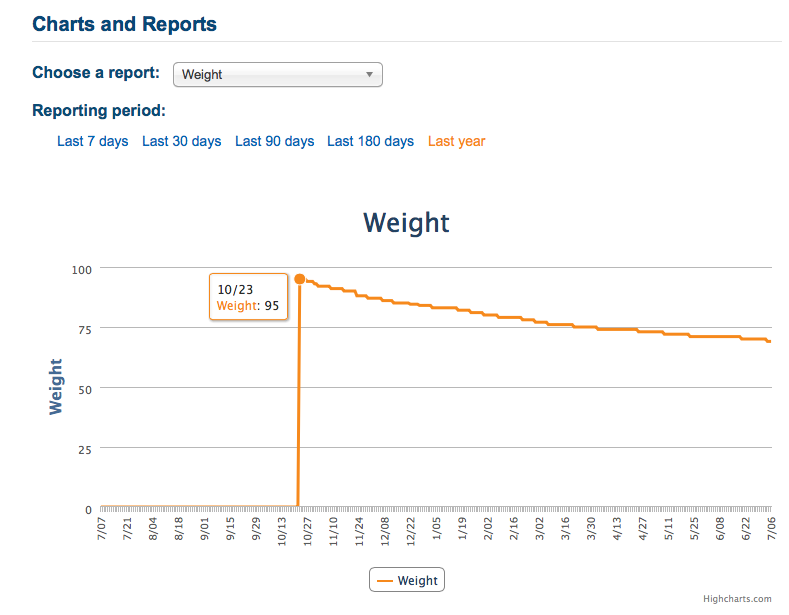 Charts and Reports
Choose a report: Weight
Reporting period:
Last 7 days Last 30 days Last 90 days Last 180 days Last year
Weight
100
75
50
25
0
Weight
10/23
Weight: 95
7/07 7/21 8/04 8/18 9/01 9/15 9/29 10/13 10/27 11/10 11/24 12/08 12/22 1/05 1/19 2/02 2/16 3/02 3/16 3/30 4/13 4/27 5/11 5/25 6/08 6/22 7/06
Weight
Highcharts.com